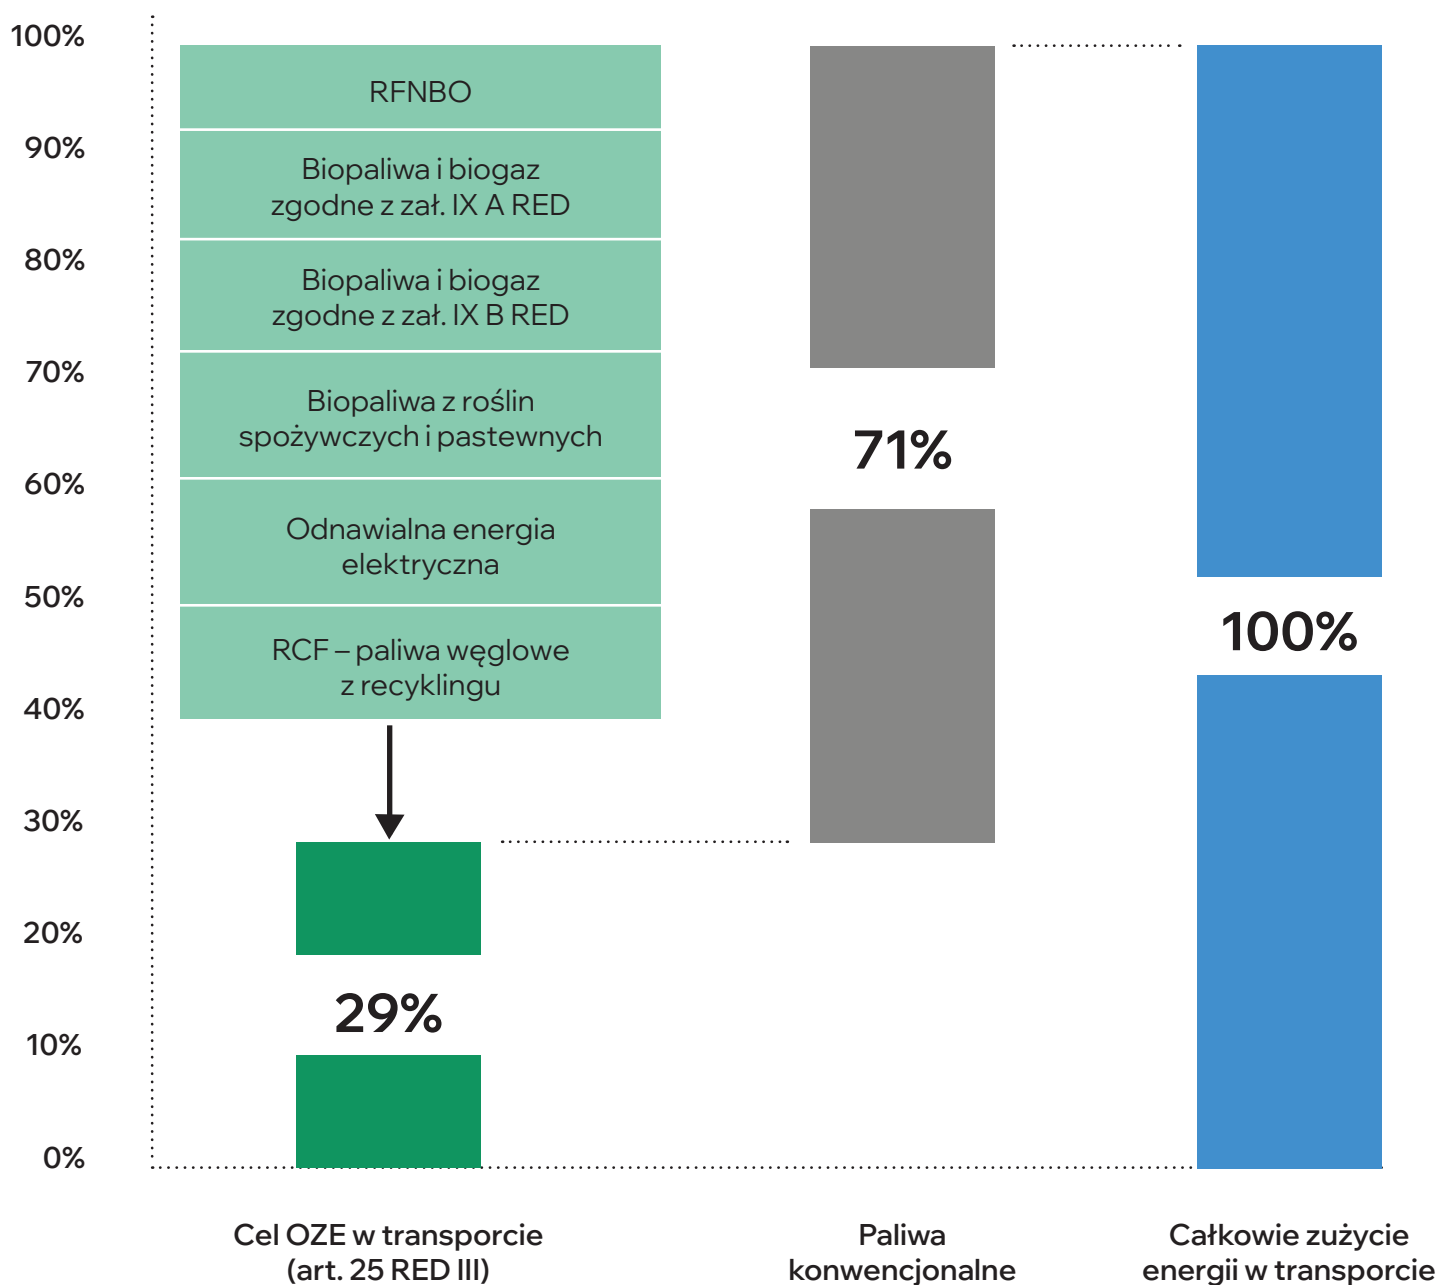 100%
90%
80%
70%
60%
50%
40%
30%
20%
10%
0%
RFNBO
Biopaliwa i biogaz
zgodne z zał. IX A RED
Biopaliwa i biogaz
zgodne z zał. IX B RED
Biopaliwa z roślin
spożywczych i pastewnych
Odnawialna energia
elektryczna
RCF – paliwa węglowe
z recyklingu
29%
71%
100%
Cel OZE w transporcie
(art. 25 RED III)
Paliwa
konwencjonalne
Całkowie zużycie
energii w transporcie